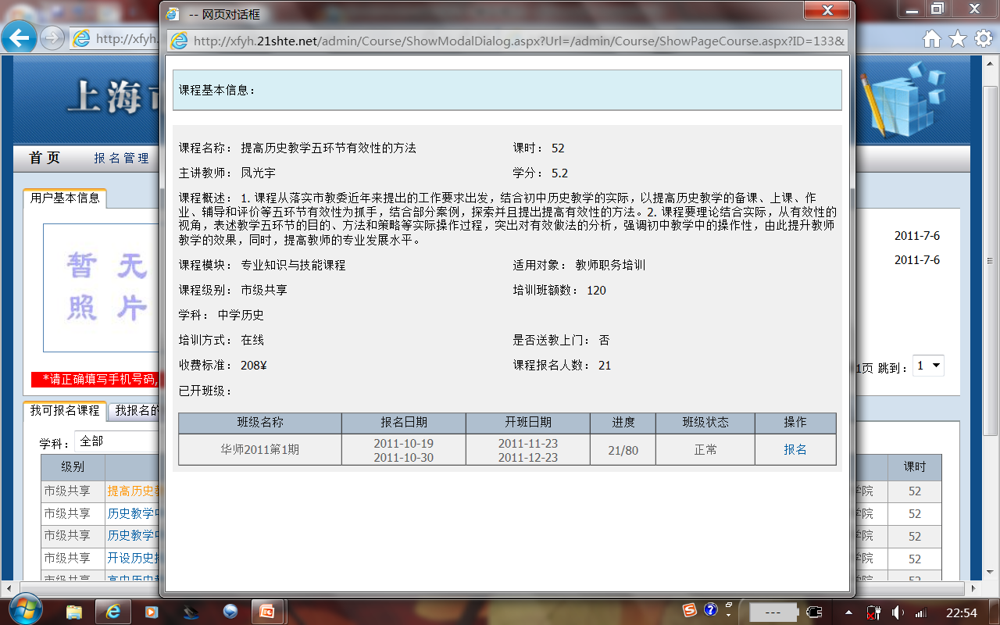 -- 网页对话框
http://xfyh.
http://xfyh.21shte.net/admin/Course/ShowModalDialog.aspx?Url=/admin/Course/ShowPageCourse.aspx?ID=133&
上海市
首 页 报 名 管 理
用户基本信息
暂 无
照 片
*请正确填写手机号码,
2011-7-6
2011-7-6
1页 跳到： 1
课程基本信息：
课程名称： 提高历史教学五环节有效性的方法 课时： 52
主讲教师： 凤光宇 学分： 5.2
课程概述： 1. 课程从落实市教委近年来提出的工作要求出发，结合初中历史教学的实际，以提高历史教学的备课、上课、作
业、辅导和评价等五环节有效性为抓手，结合部分案例，探索并且提出提高有效性的方法。2. 课程要理论结合实际，从有效性的
视角，表述教学五环节的目的、方法和策略等实际操作过程，突出对有效做法的分析，强调初中教学中的操作性，由此提升教师
教学的效果，同时，提高教师的专业发展水平。
课程模块： 专业知识与技能课程 适用对象： 教师职务培训
课程级别： 市级共享 培训班额数： 120
学科： 中学历史
培训方式： 在线 是否送教上门： 否
收费标准： 208¥ 课程报名人数： 21
已开班级：
班级名称 报名日期 开班日期 进度 班级状态 操作
华师2011第1期 2011-10-19 2011-11-23 21/80 正常 报名
2011-10-30 2011-12-23
我可报名课程 我报名的
学科： 全部
级别 课时
市级共享 提高历史教 学院 52
市级共享 历史教学中 学院 52
市级共享 历史教学中 学院 52
市级共享 开设历史 学院 52
市级共享 高中历史教 学院 52
--- 22:54